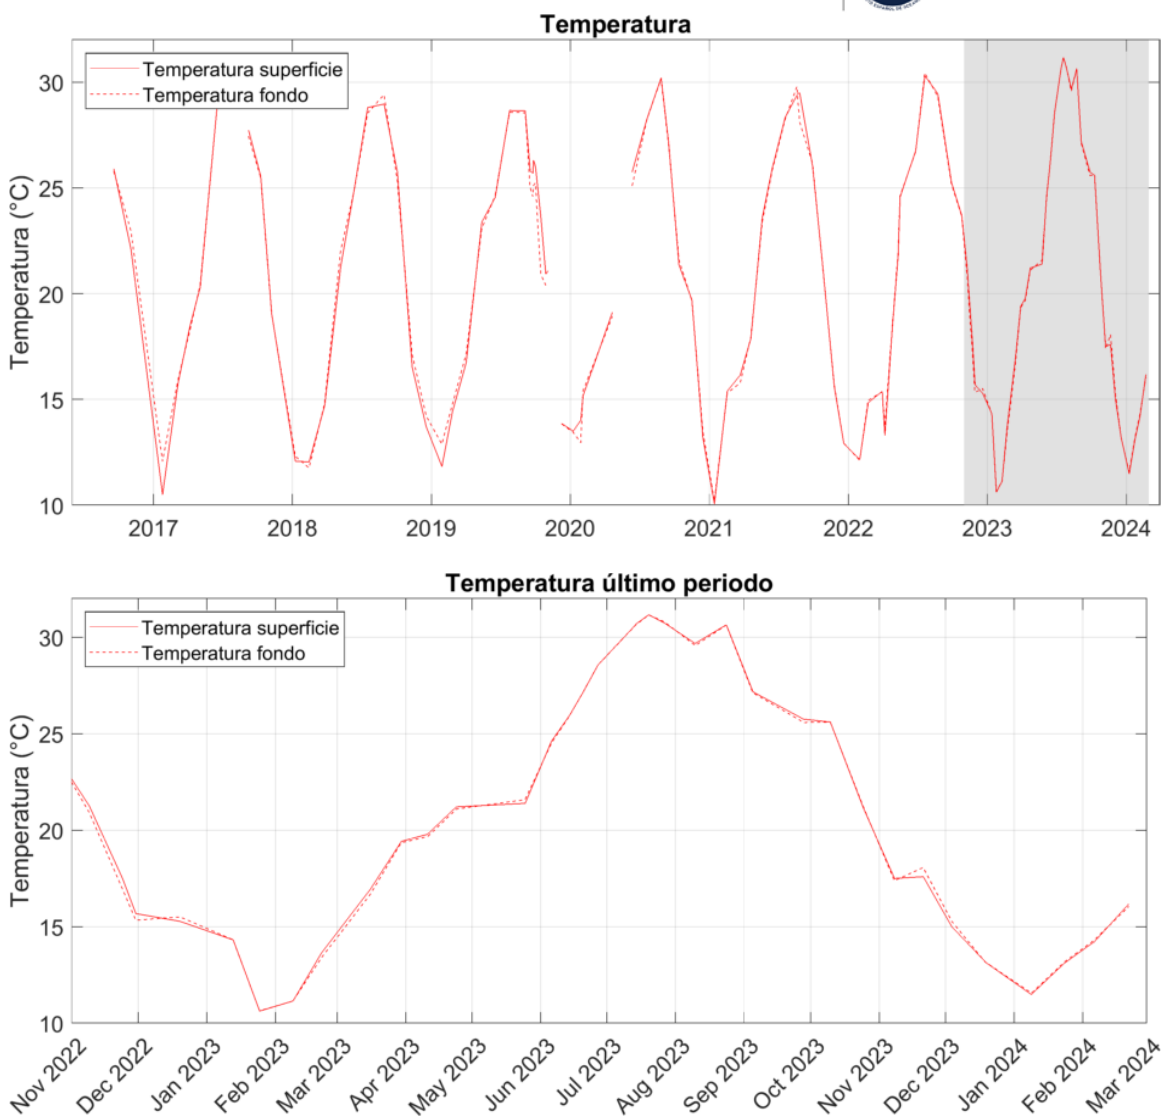 Temperatura
Temperatura superficie
Temperatura fondo
Temperatura (°C)
30
25
20
15
10
2017 2018 2019 2020 2021 2022 2023 2024
Temperatura último periodo
Temperatura superficie
Temperatura fondo
Temperatura (°C)
30
25
20
15
10
Nov 2022 Dec 2022 Jan 2023 Feb 2023 Mar 2023 Apr 2023 May 2023 Jun 2023 Jul 2023 Aug 2023 Sep 2023 Oct 2023 Nov 2023 Dec 2023 Jan 2024 Feb 2024 Mar 2024